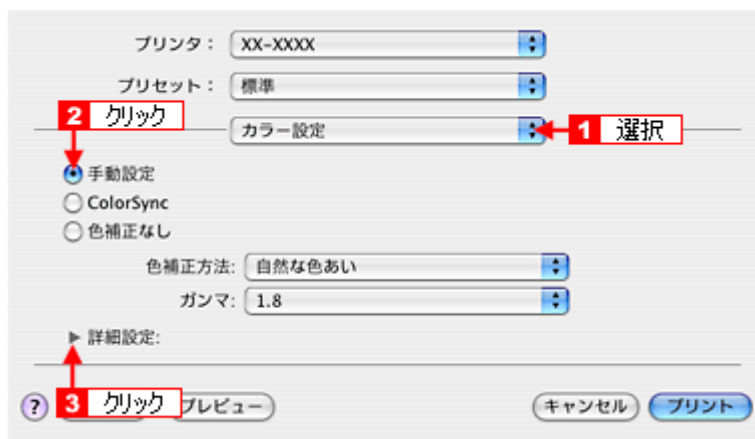 プリンタ： XX-XXXX
プリセット： 標準
2 クリック
カラー設定
1 選択
手動設定
ColorSync
色補正なし
色補正方法: 自然な色あい
ガンマ: 1.8
詳細設定:
? 3 クリック プレビュー) キャンセル プリント